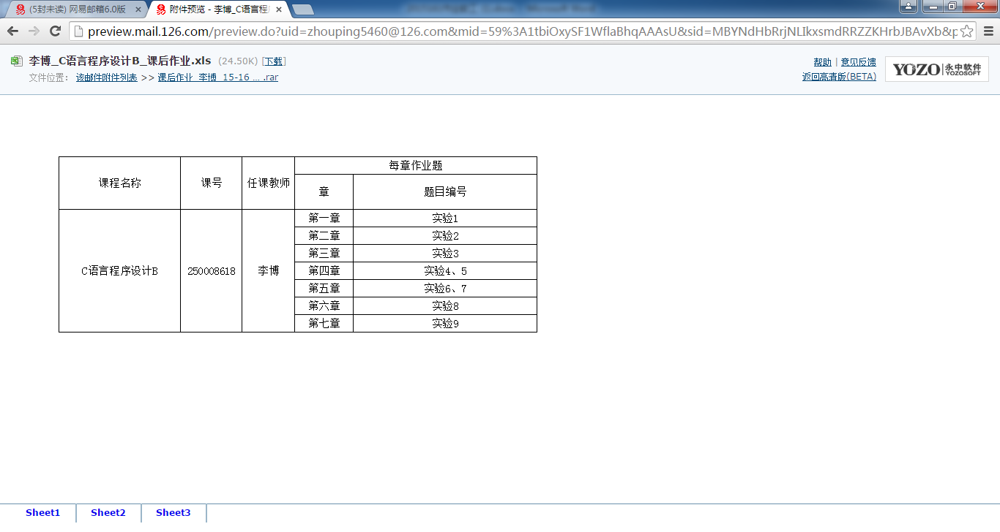 (5封未读) 网易邮箱6.0版
附件预览 - 李博_C语言程
preview.mail.126.com/preview.do?uid=zhouping5460@126.com&mid=59%3A1tbiOxySF1WflaBhqAAAsU&sid=MBYNdHbRrjNLIkxsmdRRZZKHrbJBAvXb&p
李博_C语言程序设计B_课后作业.xls (24.50K) [下载]
文件位置： 该邮件附件列表 >> 课后作业_李博_15-16 ... .rar
帮助 | 意见反馈
返回高清版(BETA)
YOZO 永中软件
YOZOSOFT
课程名称 课号 任课教师 每章作业题
章 题目编号
C语言程序设计B 250008618 李博
第一章 实验1
第二章 实验2
第三章 实验3
第四章 实验4、5
第五章 实验6、7
第六章 实验8
第七章 实验9
Sheet1 Sheet2 Sheet3